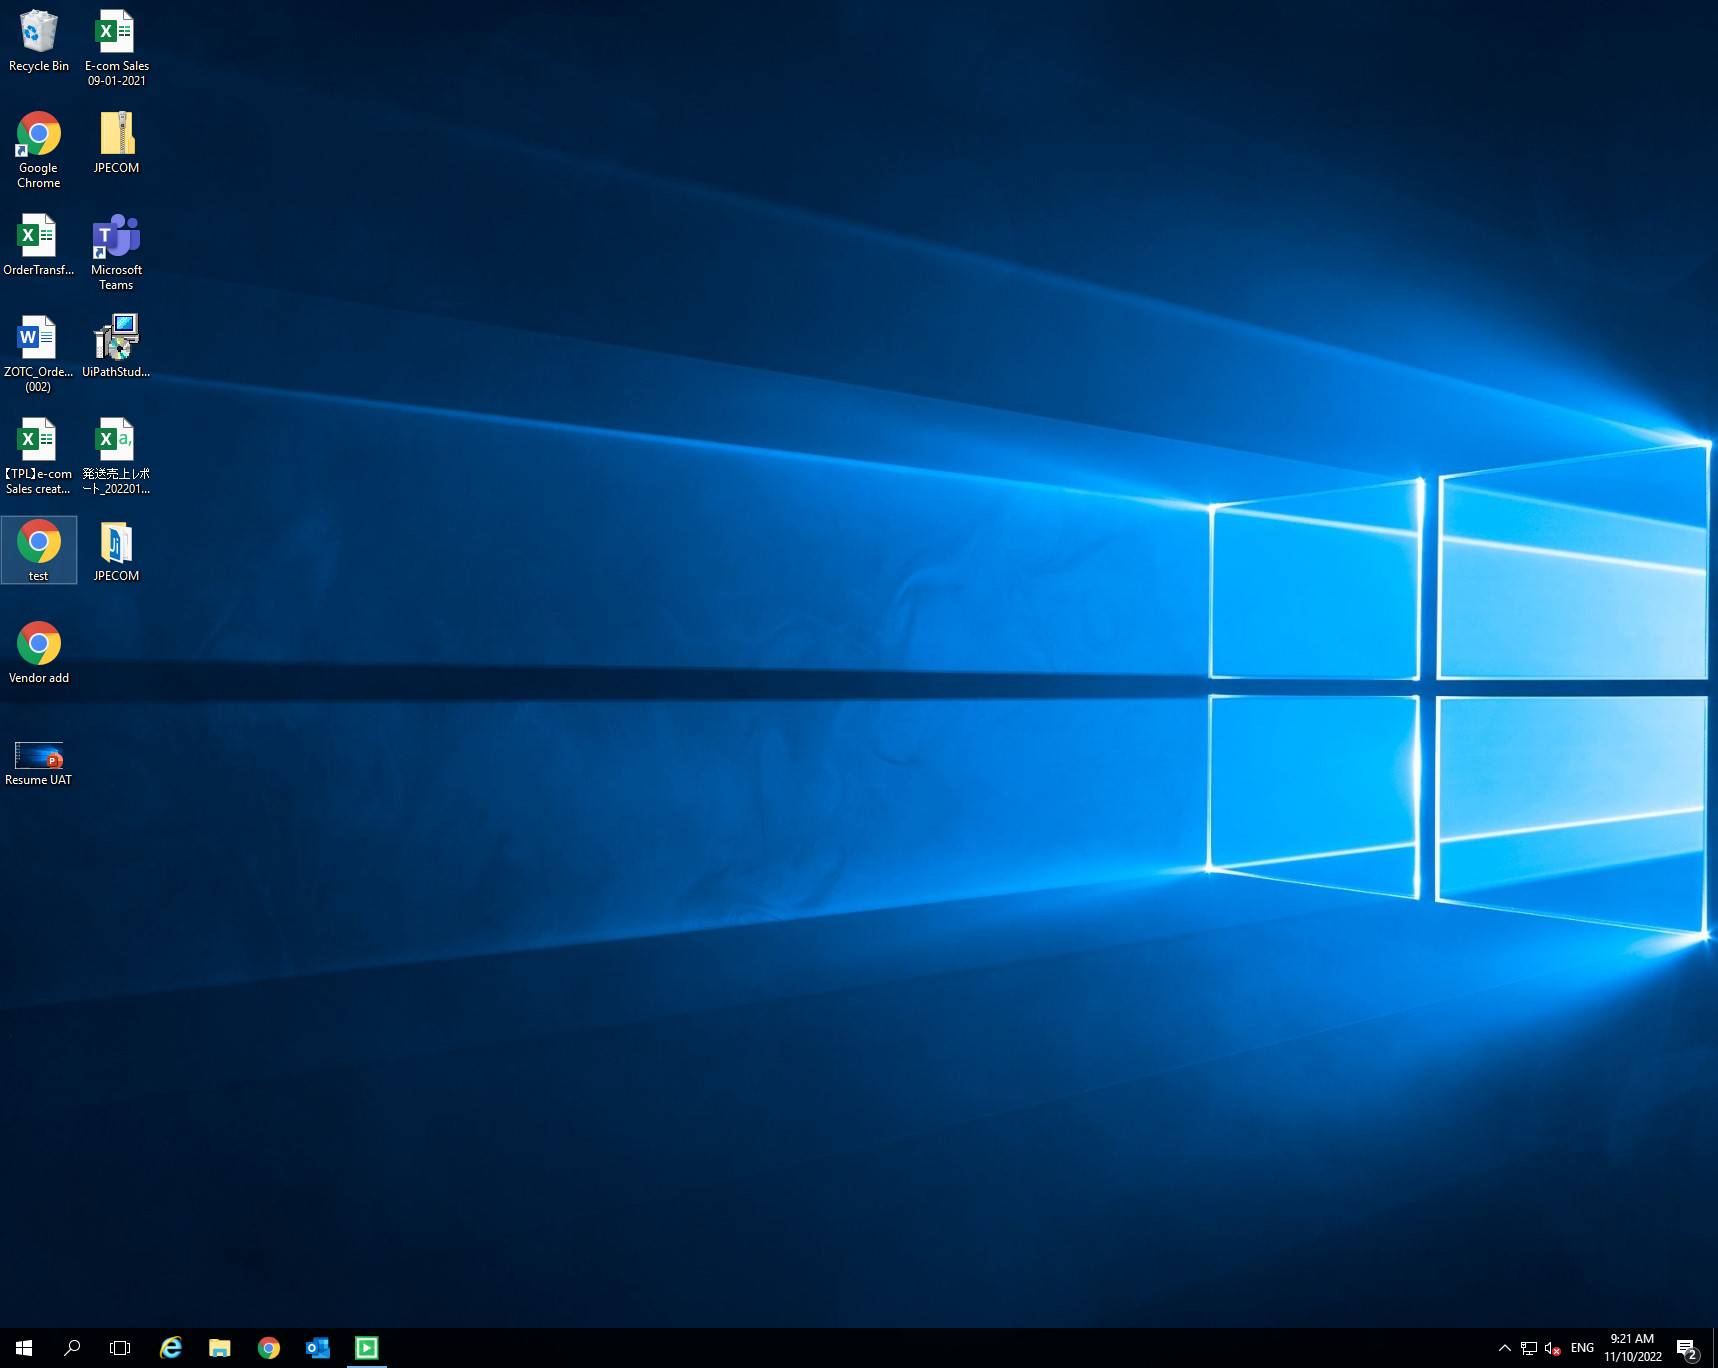 Recycle Bin
E-com Sales
09-01-2021
Google
Chrome
JPECOM
OrderTransf...
Microsoft
Teams
ZOTC_Orde...
(002)
UiPathStud...
【TPL】e-com
Sales creat...
発送売上レポ
ート_202201...
test
JPECOM
Vendor add
Resume UAT
ENG
9:21 AM
11/10/2022
2